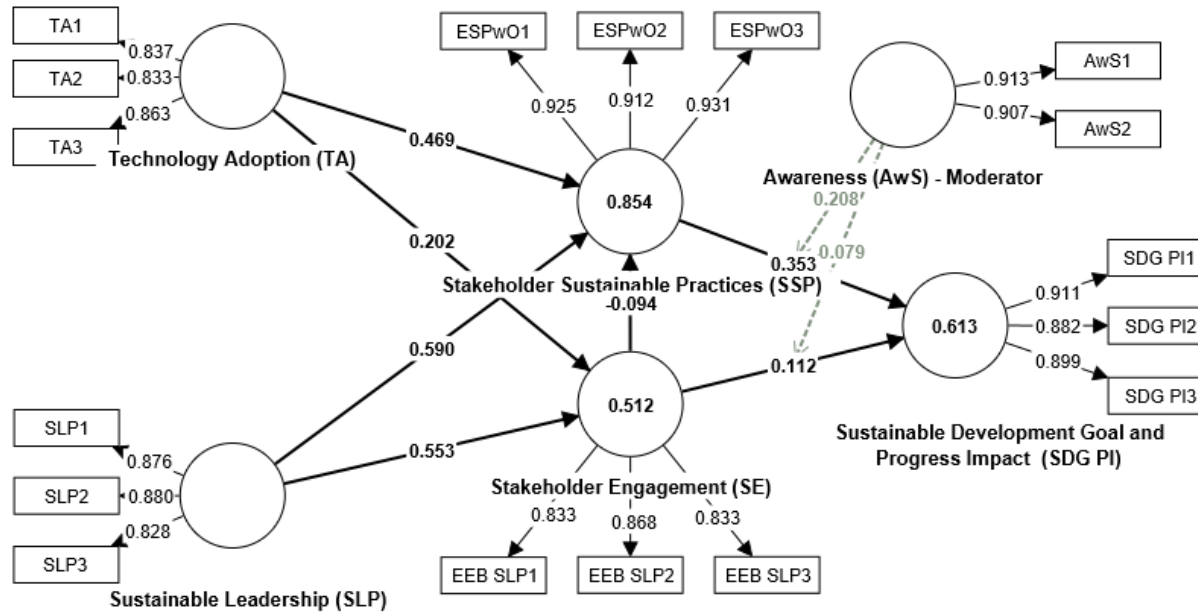 TA1
TA2
TA3
0.837
0.833
0.863
Technology Adoption (TA)
ESPwO1
ESPwO2
ESPwO3
0.925
0.912
0.931
0.854
Stakeholder Sustainable Practices (SSP)
AwS1
AwS2
0.913
0.907
Awareness (AwS) - Moderator
0.469
0.202
0.590
0.553
-0.094
0.208
0.079
0.353
0.112
SDG PI1
SDG PI2
SDG PI3
0.911
0.882
0.899
0.613
Sustainable Development Goal and
Progress Impact (SDG PI)
0.512
Stakeholder Engagement (SE)
0.833
0.868
0.833
EEB SLP1
EEB SLP2
EEB SLP3
SLP1
SLP2
SLP3
0.876
0.880
0.828
Sustainable Leadership (SLP)